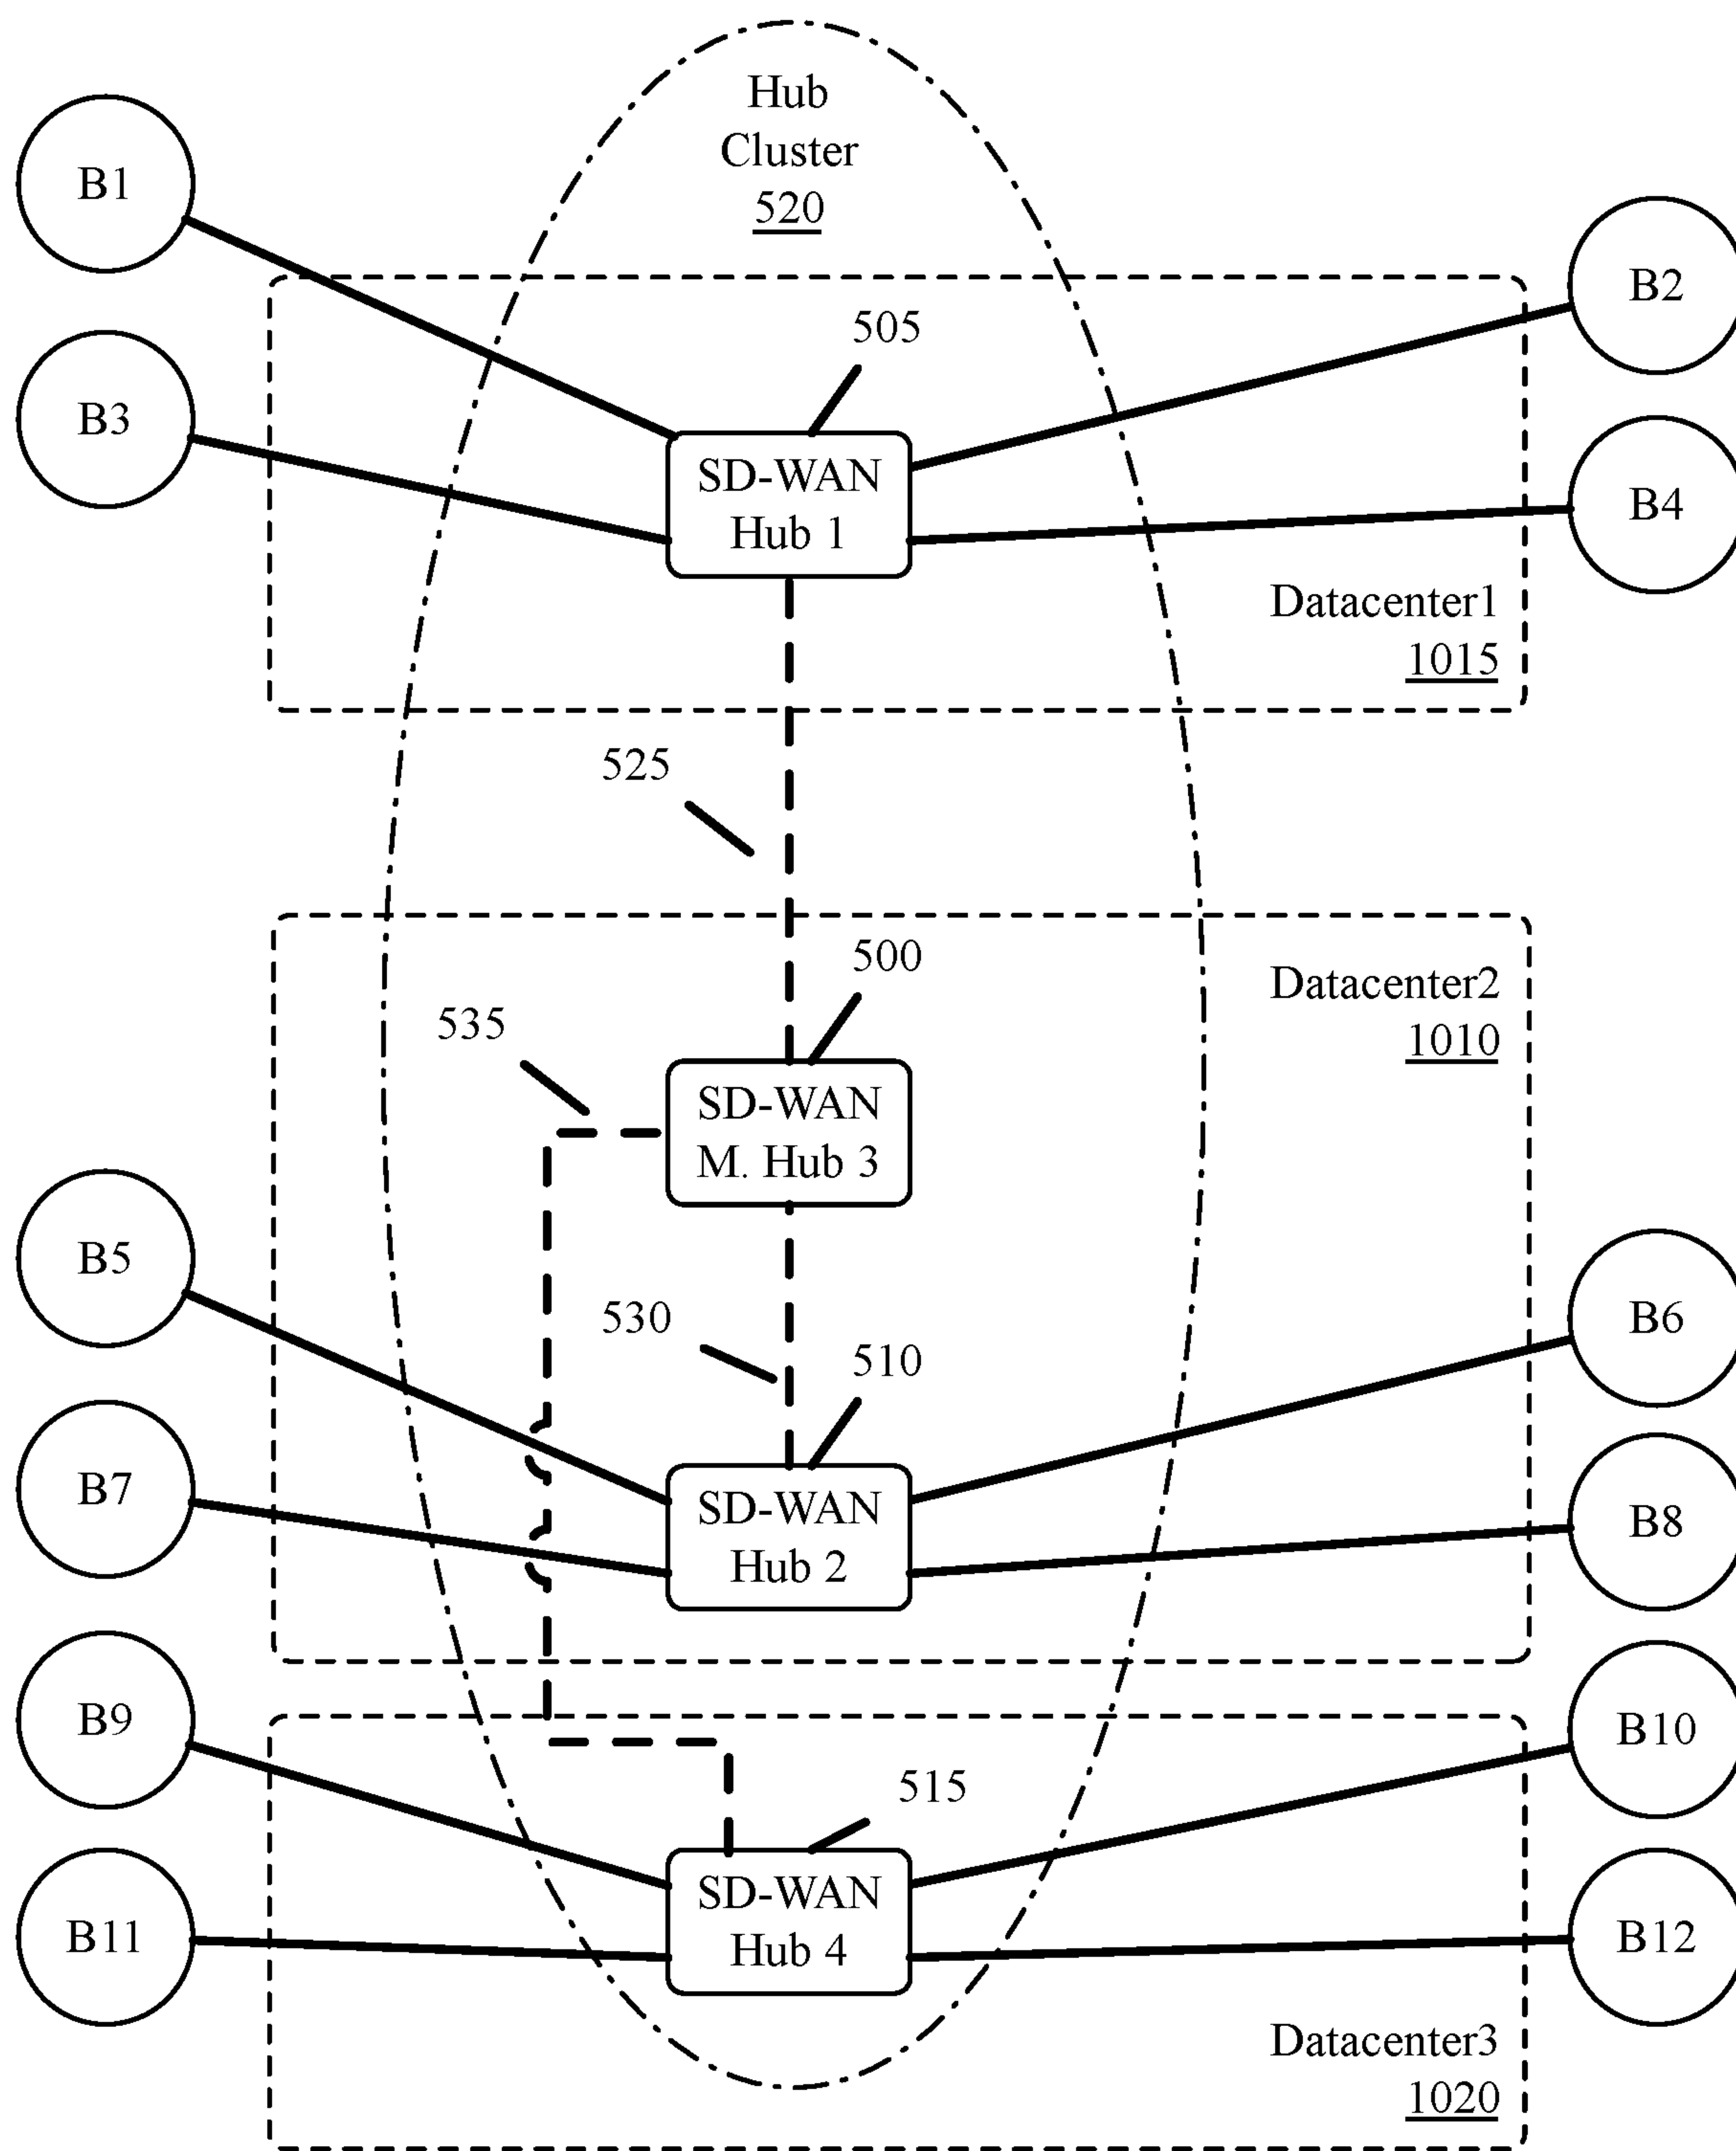 Hub
Cluster
520
B1
B2
505
B3
SD-WAN
Hub 1
B4
Datacenter1
1015
525
500
Datacenter2
1010
535
SD-WAN
M. Hub 3
B5
530
510
B6
B7
SD-WAN
Hub 2
B8
B9
B10
515
SD-WAN
Hub 4
B11
B12
Datacenter3
1020